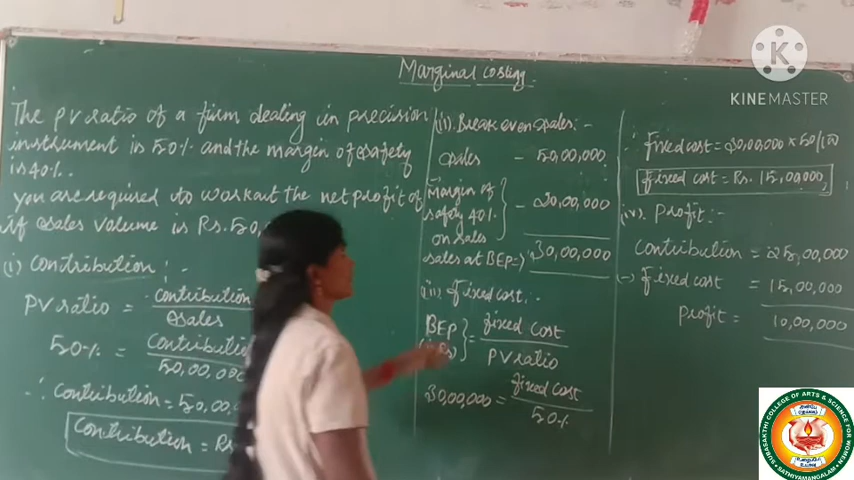 Marginal costing
The PV ratio of a firm dealing in precision
instrument is 50% and the margin of safety
is 40%.
you are required to workout the net profit of
if sales volume is Rs. 50,
(i) Contribution :-
PV ratio = Contribution
Sales
50% = Contribution
50,00,00
∴ Contribution = 50,00,
Contribution = Rs
(ii). Break even sales :-
Sales - 50,00,000
Margin of
safety 40%
on sales - 20,00,000
Sales at BEP => 30,00,000
(iii) fixed cost :-
BEP = fixed cost
PV ratio
30,00,000 = fixed cost
50%
∴ fixed cost = 30,00,000 x 50/100
fixed cost = Rs. 15,00,000
(iv) Profit :-
Contribution = 25,00,000
(-) fixed cost = 15,00,000
Profit = 10,00,000
KINEMASTER
SATHYAMANGALAM